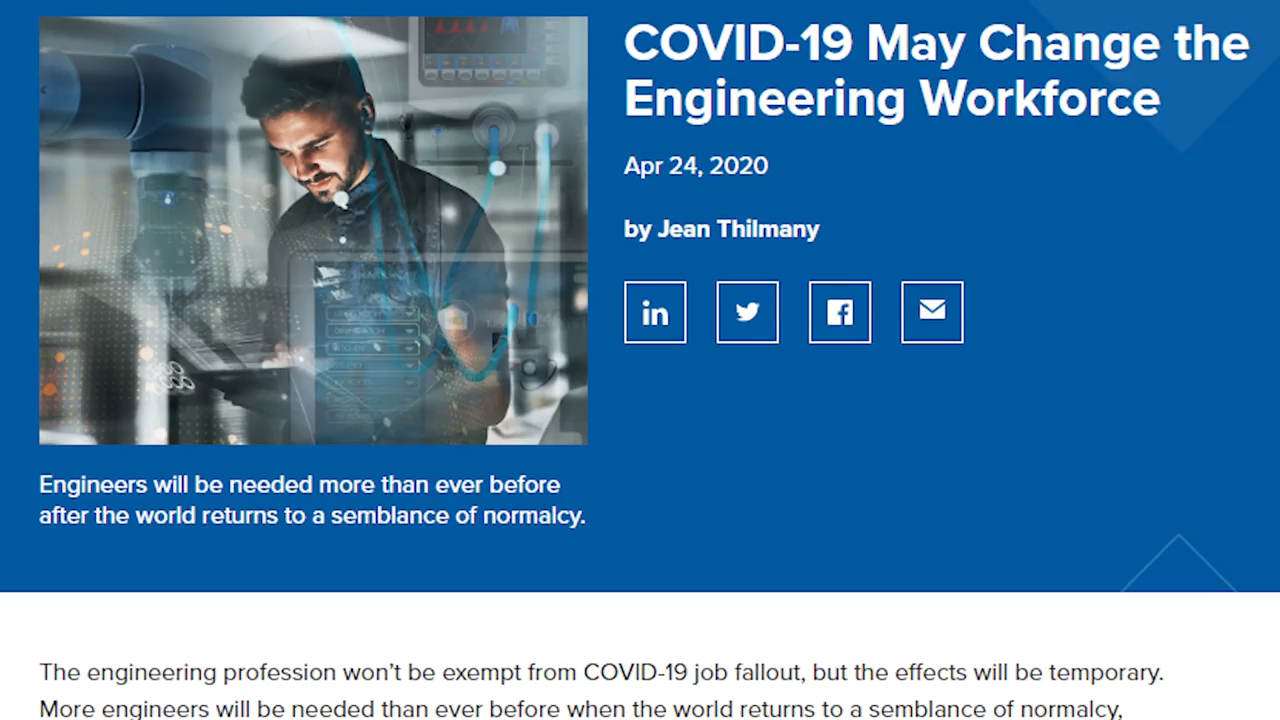 COVID-19 May Change the
Engineering Workforce
Apr 24, 2020
by Jean Thilmany
in
Engineers will be needed more than ever before
after the world returns to a semblance of normalcy.
The engineering profession won’t be exempt from COVID-19 job fallout, but the effects will be temporary.
More engineers will be needed than ever before when the world returns to a semblance of normalcy,